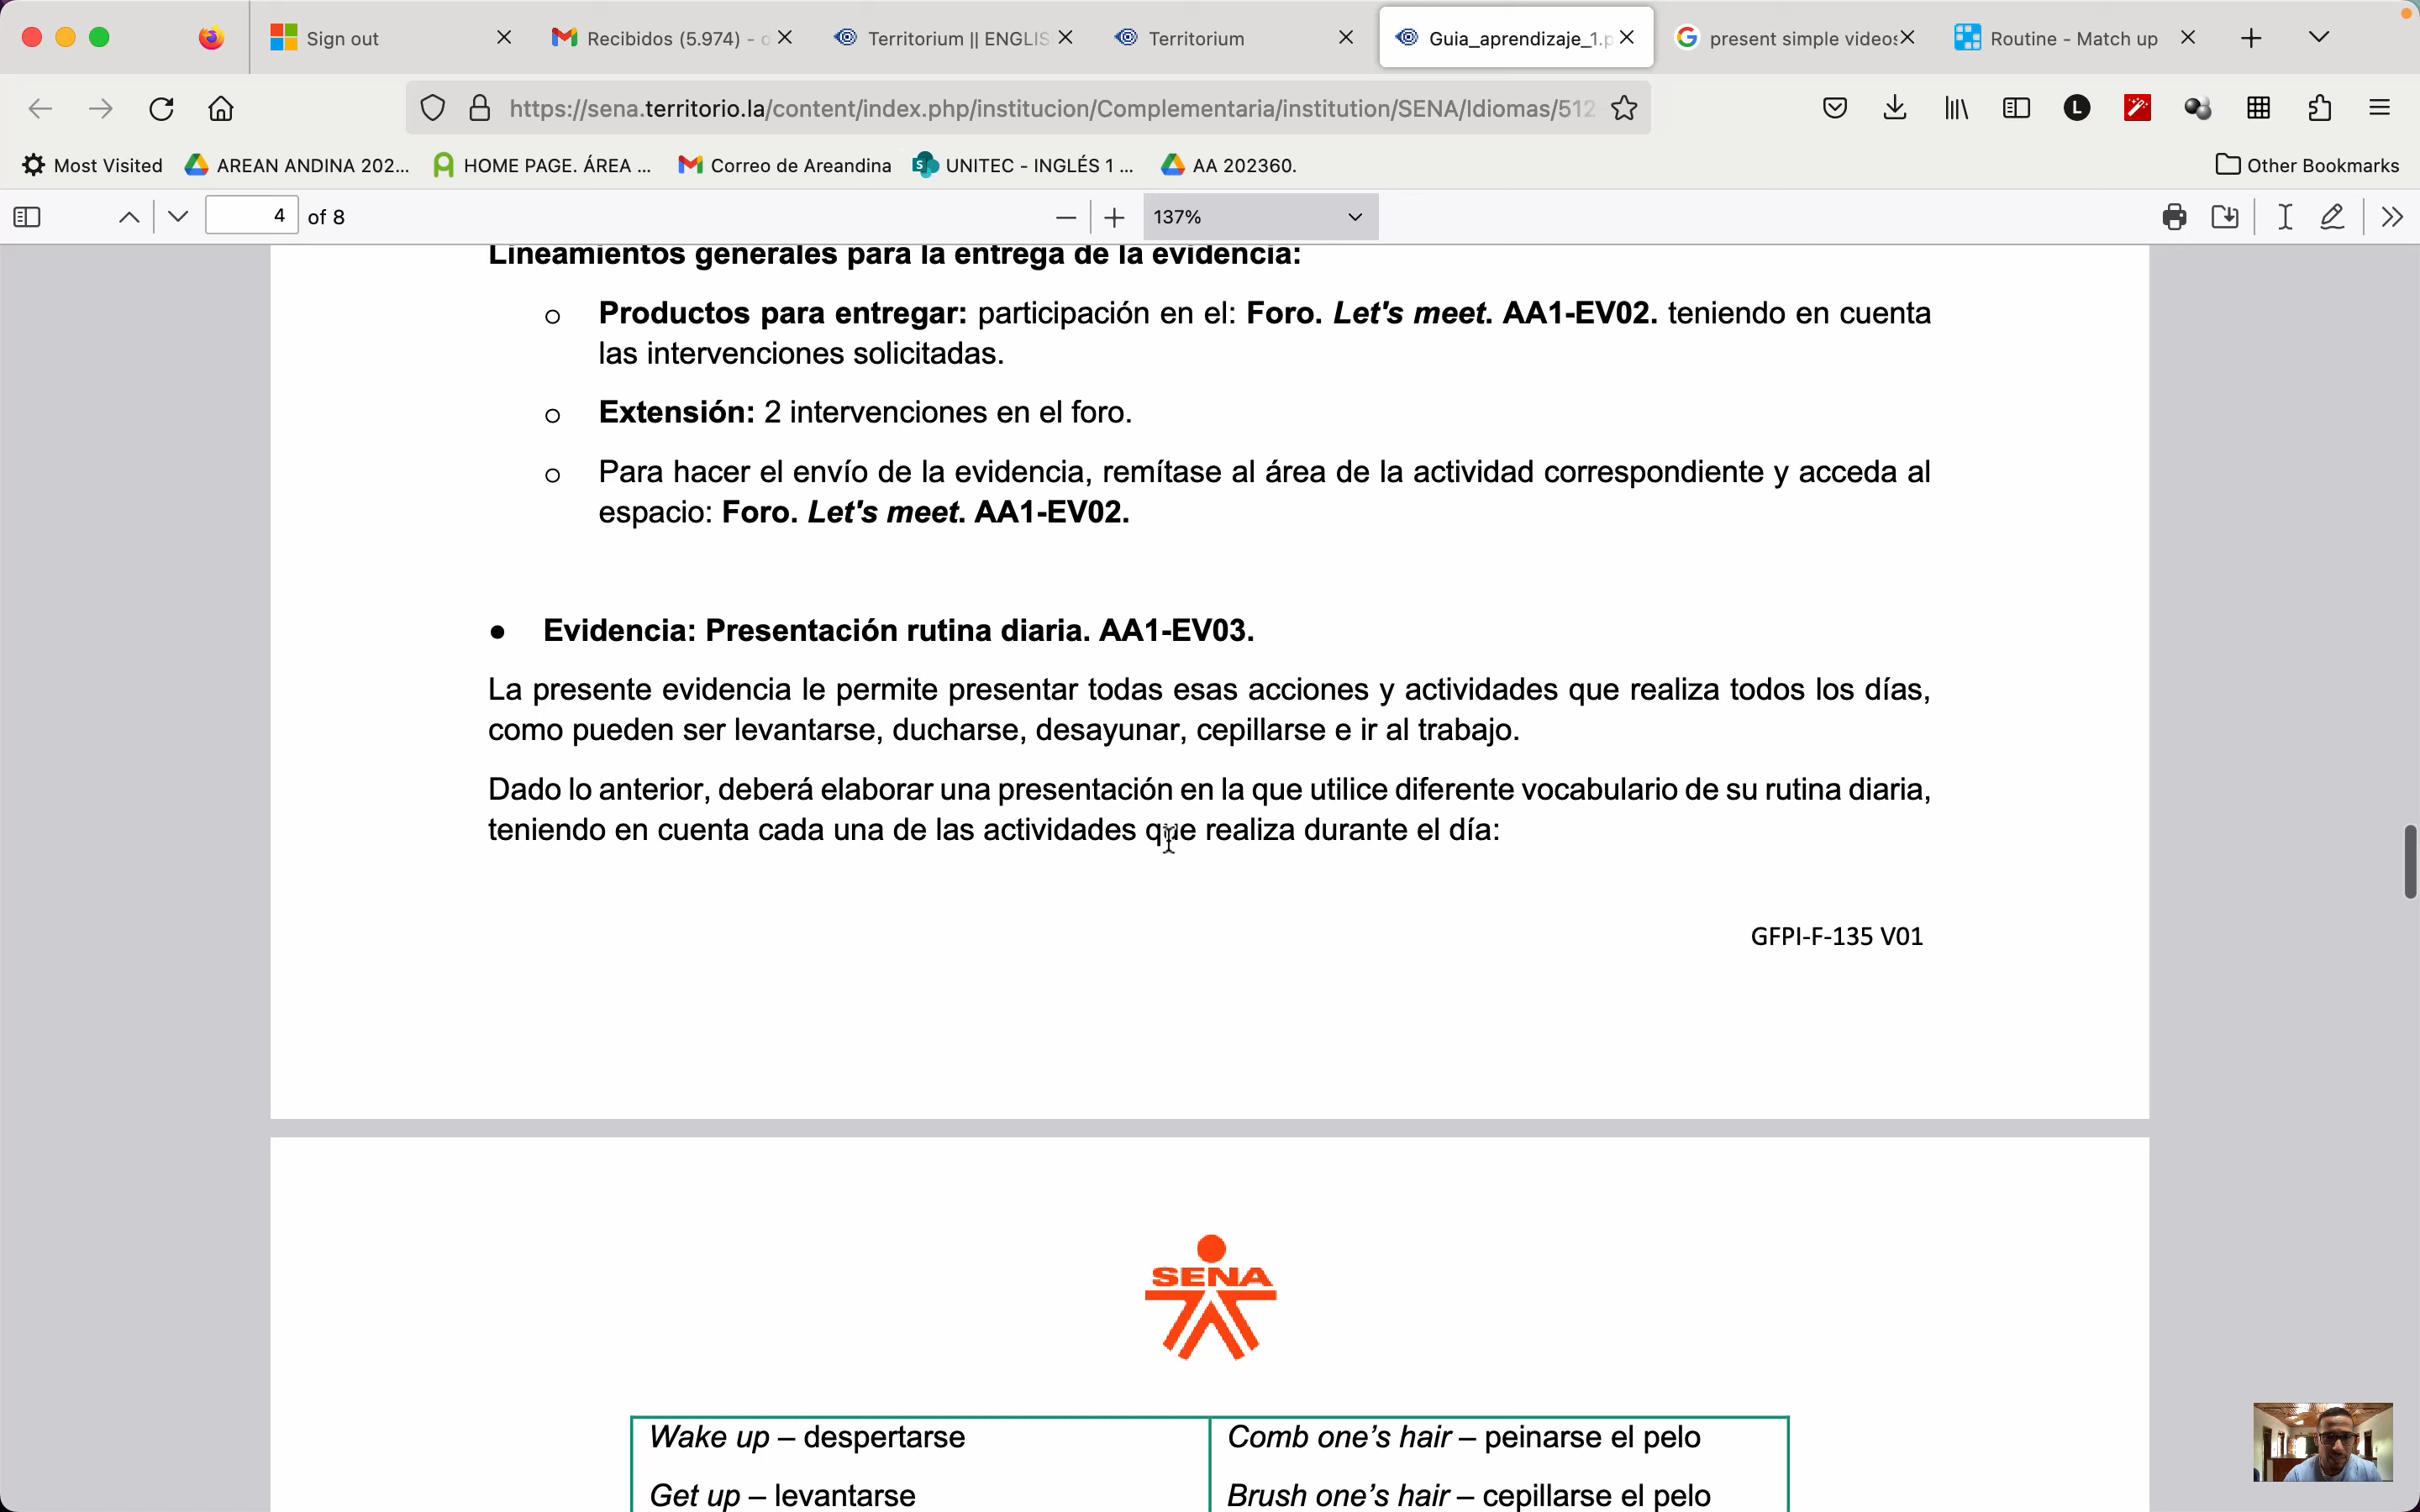 Sign out
Recibidos (5.974) -
Territorium || ENGLIS
Territorium
Guia_aprendizaje_1.p
present simple videos
Routine - Match up
https://sena.territorio.la/content/index.php/institucion/Complementaria/institution/SENA/Idiomas/512
L
Most Visited
AREAN ANDINA 202...
HOME PAGE. ÁREA ...
Correo de Areandina
S
UNITEC - INGLÉS 1 ...
AA 202360.
Other Bookmarks
4 of 8
137%
Lineamientos generales para la entrega de la evidencia:
Productos para entregar: participación en el: Foro. Let's meet. AA1-EV02. teniendo en cuenta
las intervenciones solicitadas.
Extensión: 2 intervenciones en el foro.
Para hacer el envío de la evidencia, remítase al área de la actividad correspondiente y acceda al
espacio: Foro. Let's meet. AA1-EV02.
Evidencia: Presentación rutina diaria. AA1-EV03.
La presente evidencia le permite presentar todas esas acciones y actividades que realiza todos los días,
como pueden ser levantarse, ducharse, desayunar, cepillarse e ir al trabajo.
Dado lo anterior, deberá elaborar una presentación en la que utilice diferente vocabulario de su rutina diaria,
teniendo en cuenta cada una de las actividades que realiza durante el día:
GFPI-F-135 V01
SENA
Wake up – despertarse
Comb one's hair – peinarse el pelo
Get up – levantarse
Brush one's hair – cepillarse el pelo